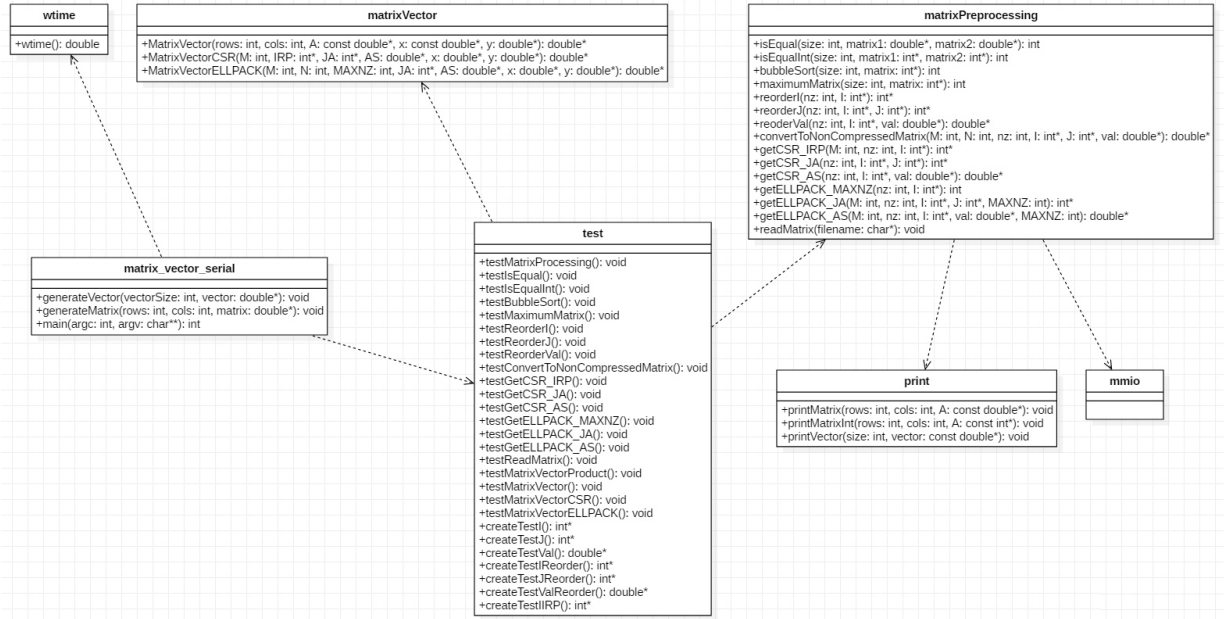 wtime
+wtime(): double
matrixVector
+MatrixVector(rows: int, cols: int, A: const double*, x: const double*, y: double*): double*
+MatrixVectorCSR(M: int, IRP: int*, JA: int*, AS: double*, x: double*, y: double*): double*
+MatrixVectorELLPACK(M: int, N: int, MAXNZ: int, JA: int*, AS: double*, x: double*, y: double*): double*
matrixPreprocessing
+isEqual(size: int, matrix1: double*, matrix2: double*): int
+isEqualInt(size: int, matrix1: int*, matrix2: int*): int
+bubbleSort(size: int, matrix: int*): int
+maximumMatrix(size: int, matrix: int*): int
+reorderI(nz: int, I: int*): int*
+reorderJ(nz: int, I: int*, J: int*): int*
+reoderVal(nz: int, I: int*, val: double*): double*
+convertToNonCompressedMatrix(M: int, N: int, nz: int, I: int*, J: int*, val: double*): double*
+getCSR_IRP(M: int, nz: int, I: int*): int*
+getCSR_JA(nz: int, I: int*, J: int*): int*
+getCSR_AS(nz: int, I: int*, val: double*): double*
+getELLPACK_MAXNZ(nz: int, I: int*): int
+getELLPACK_JA(M: int, nz: int, I: int*, J: int*, MAXNZ: int): int*
+getELLPACK_AS(M: int, nz: int, I: int*, val: double*, MAXNZ: int): double*
+readMatrix(filename: char*): void
matrix_vector_serial
+generateVector(vectorSize: int, vector: double*): void
+generateMatrix(rows: int, cols: int, matrix: double*): void
+main(argc: int, argv: char**): int
test
+testMatrixProcessing(): void
+testIsEqual(): void
+testIsEqualInt(): void
+testBubbleSort(): void
+testMaximumMatrix(): void
+testReorderI(): void
+testReorderJ(): void
+testReorderVal(): void
+testConvertToNonCompressedMatrix(): void
+testGetCSR_IRP(): void
+testGetCSR_JA(): void
+testGetCSR_AS(): void
+testGetELLPACK_MAXNZ(): void
+testGetELLPACK_JA(): void
+testGetELLPACK_AS(): void
+testReadMatrix(): void
+testMatrixVectorProduct(): void
+testMatrixVector(): void
+testMatrixVectorCSR(): void
+testMatrixVectorELLPACK(): void
+createTestI(): int*
+createTestJ(): int*
+createTestVal(): double*
+createTestIReorder(): int*
+createTestJReorder(): int*
+createTestValReorder(): double*
+createTestIIRP(): int*
print
+printMatrix(rows: int, cols: int, A: const double*): void
+printMatrixInt(rows: int, cols: int, A: const int*): void
+printVector(size: int, vector: const double*): void
mmio